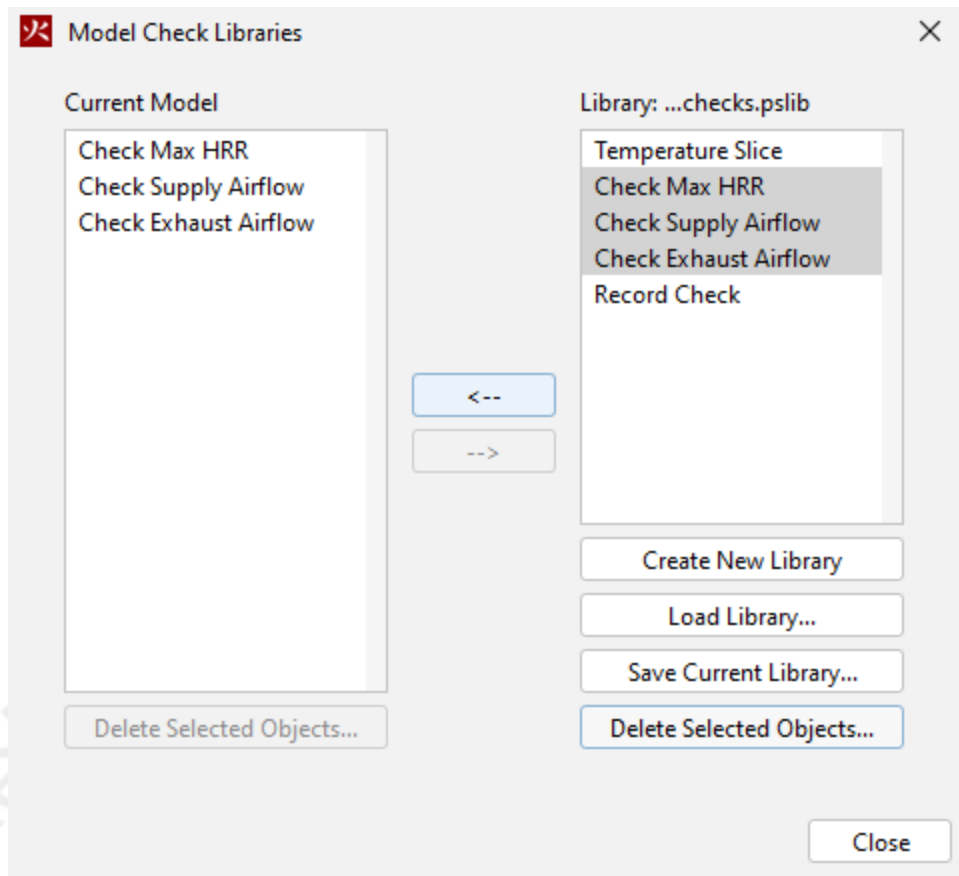 火 Model Check Libraries
Current Model
Check Max HRR
Check Supply Airflow
Check Exhaust Airflow
<--
-->
Library: ...checks.pslib
Temperature Slice
Check Max HRR
Check Supply Airflow
Check Exhaust Airflow
Record Check
Create New Library
Load Library...
Save Current Library...
Delete Selected Objects...
Delete Selected Objects...
Close